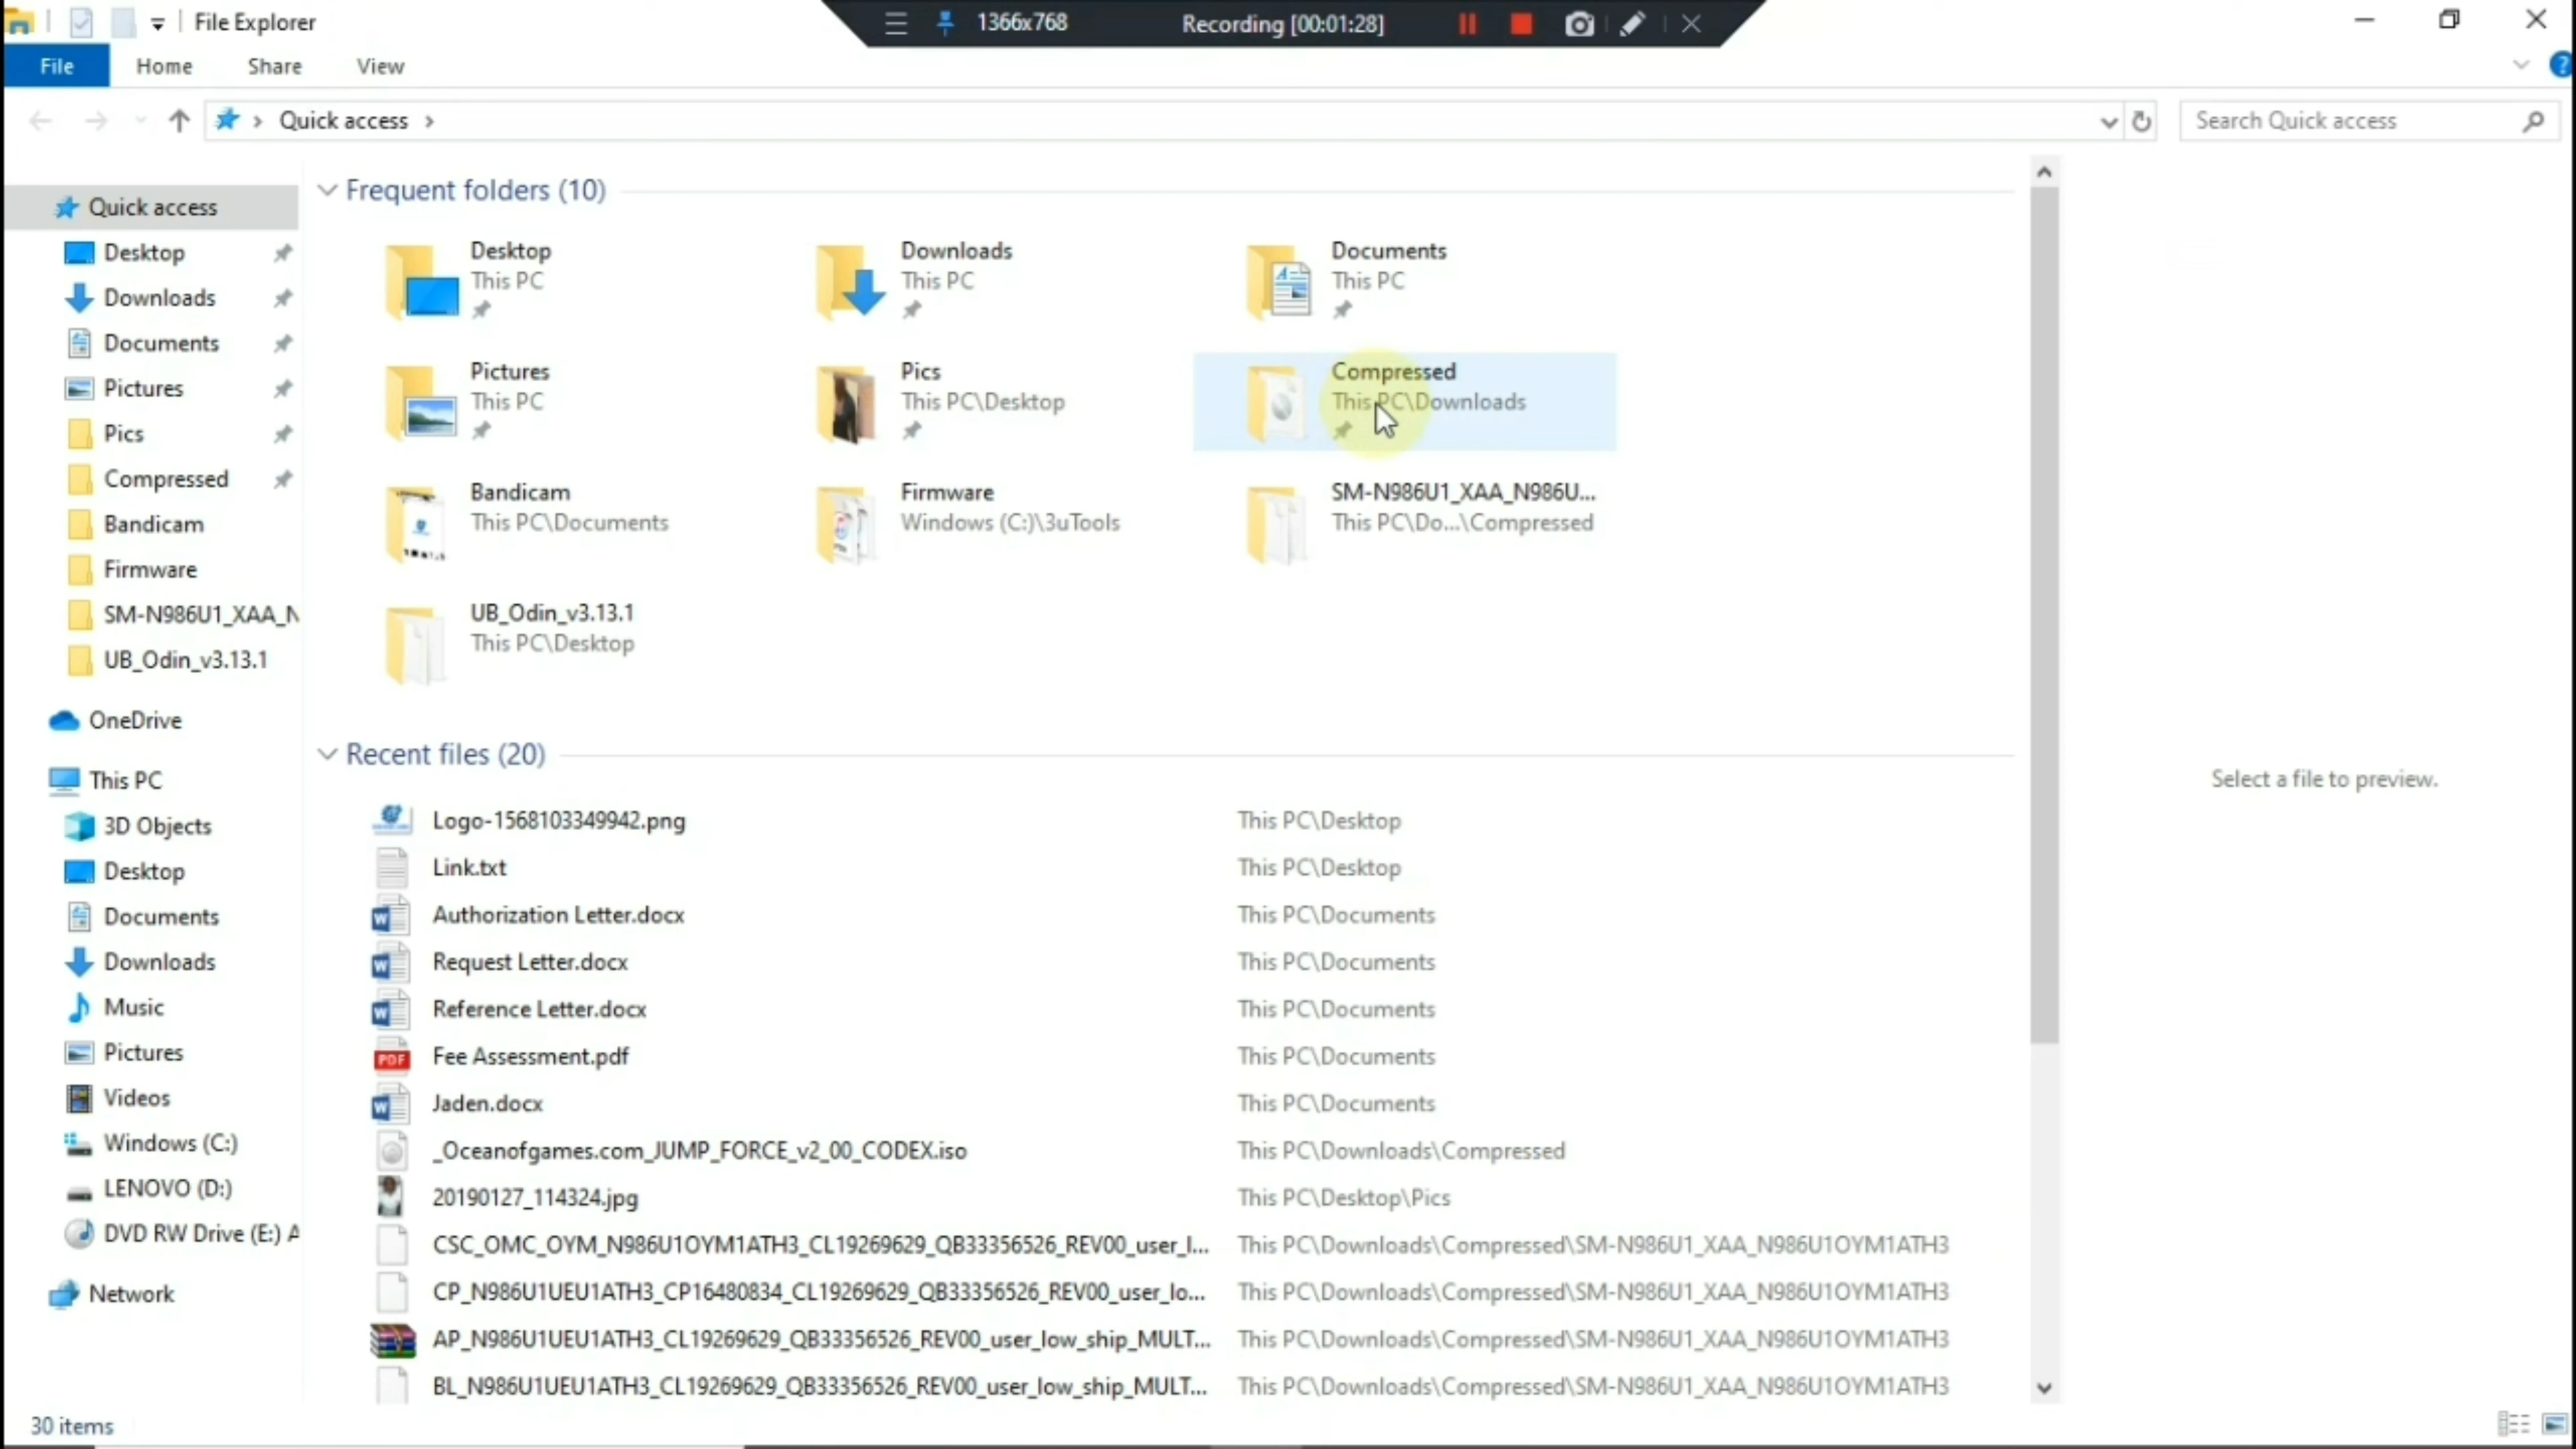 File Explorer
1366x768
Recording [00:01:28]
File
Home
Share
View
?
Quick access
Search Quick access
Quick access
Desktop
Downloads
Documents
Pictures
Pics
Compressed
Bandicam
Firmware
SM-N986U1_XAA_N
UB_Odin_v3.13.1
OneDrive
This PC
3D Objects
Desktop
Documents
Downloads
Music
Pictures
Videos
Windows (C:)
LENOVO (D:)
DVD RW Drive (E:) A
Network
Frequent folders (10)
Desktop
This PC
Downloads
This PC
Documents
This PC
Pictures
This PC
Pics
This PC\Desktop
Compressed
This PC\Downloads
Bandicam
This PC\Documents
Firmware
Windows (C:)\3uTools
SM-N986U1_XAA_N986U...
This PC\Do...\Compressed
UB_Odin_v3.13.1
This PC\Desktop
Recent files (20)
Logo-1568103349942.png This PC\Desktop
Link.txt This PC\Desktop
Authorization Letter.docx This PC\Documents
Request Letter.docx This PC\Documents
Reference Letter.docx This PC\Documents
PDF Fee Assessment.pdf This PC\Documents
Jaden.docx This PC\Documents
_Oceanofgames.com_JUMP_FORCE_v2_00_CODEX.iso This PC\Downloads\Compressed
20190127_114324.jpg This PC\Desktop\Pics
CSC_OMC_OYM_N986U1OYM1ATH3_CL19269629_QB33356526_REV00_user_l... This PC\Downloads\Compressed\SM-N986U1_XAA_N986U1OYM1ATH3
CP_N986U1UEU1ATH3_CP16480834_CL19269629_QB33356526_REV00_user_lo... This PC\Downloads\Compressed\SM-N986U1_XAA_N986U1OYM1ATH3
AP_N986U1UEU1ATH3_CL19269629_QB33356526_REV00_user_low_ship_MULT... This PC\Downloads\Compressed\SM-N986U1_XAA_N986U1OYM1ATH3
BL_N986U1UEU1ATH3_CL19269629_QB33356526_REV00_user_low_ship_MULT... This PC\Downloads\Compressed\SM-N986U1_XAA_N986U1OYM1ATH3
Select a file to preview.
30 items